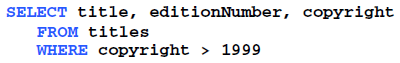 SELECT title, editionNumber, copyright
FROM titles
WHERE copyright > 1999